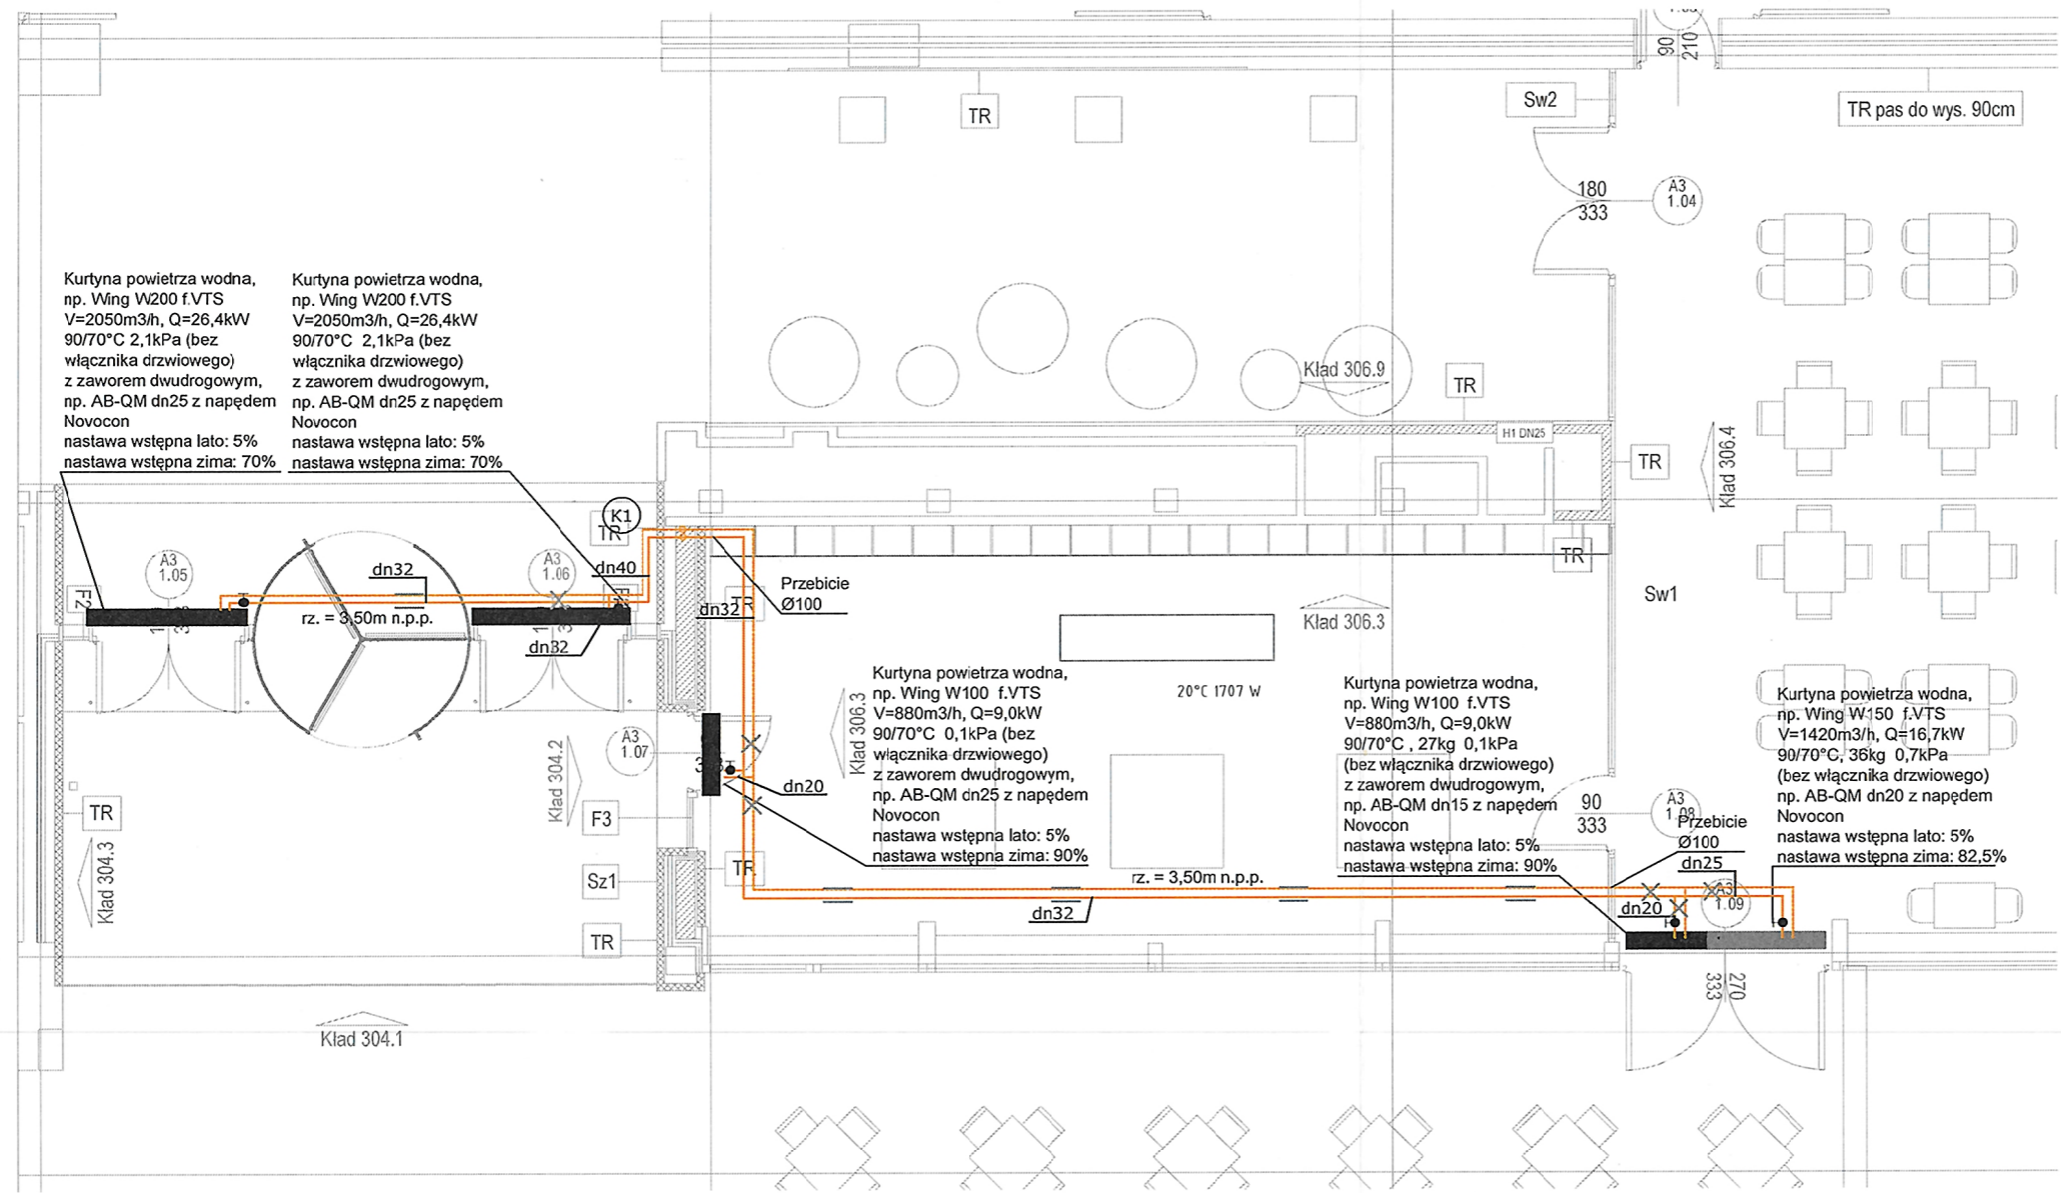 90
210
TR
Sw2
TR pas do wys. 90cm
180
333
A3
1.04
Kurtyna powietrza wodna,
np. Wing W200 f.VTS
V=2050m3/h, Q=26,4kW
90/70°C 2,1kPa (bez
włącznika drzwiowego)
z zaworem dwudrogowym,
np. AB-QM dn25 z napędem
Novocon
nastawa wstępna lato: 5%
nastawa wstępna zima: 70%
Kurtyna powietrza wodna,
np. Wing W200 f.VTS
V=2050m3/h, Q=26,4kW
90/70°C 2,1kPa (bez
włącznika drzwiowego)
z zaworem dwudrogowym,
np. AB-QM dn25 z napędem
Novocon
nastawa wstępna lato: 5%
nastawa wstępna zima: 70%
Kład 306.9
TR
H1 DN25
TR
Kład 306.4
K1
TR
TR
A3
1.05
A3
1.06
dn32
dn40
F2
rz. = 3,50m n.p.p.
dn32
Przebicie
Ø100
TR
dn32
Sw1
Kład 306.3
20°C 1707 W
Kład 306.3
A3
1.07
Kład 304.2
dn20
Kurtyna powietrza wodna,
np. Wing W100 f.VTS
V=880m3/h, Q=9,0kW
90/70°C 0,1kPa (bez
włącznika drzwiowego)
z zaworem dwudrogowym,
np. AB-QM dn25 z napędem
Novocon
nastawa wstępna lato: 5%
nastawa wstępna zima: 90%
Kurtyna powietrza wodna,
np. Wing W100 f.VTS
V=880m3/h, Q=9,0kW
90/70°C , 27kg 0,1kPa
(bez włącznika drzwiowego)
z zaworem dwudrogowym,
np. AB-QM dn15 z napędem
Novocon
nastawa wstępna lato: 5%
nastawa wstępna zima: 90%
Kurtyna powietrza wodna,
np. Wing W150 f.VTS
V=1420m3/h, Q=16,7kW
90/70°C, 36kg 0,7kPa
(bez włącznika drzwiowego)
np. AB-QM dn20 z napędem
Novocon
nastawa wstępna lato: 5%
nastawa wstępna zima: 82,5%
90
333
A3
1.08
Przebicie
Ø100
dn25
TR
F3
Kład 304.3
Sz1
TR
TR
rz. = 3,50m n.p.p.
dn32
dn20
A3
1.09
333
270
Kład 304.1